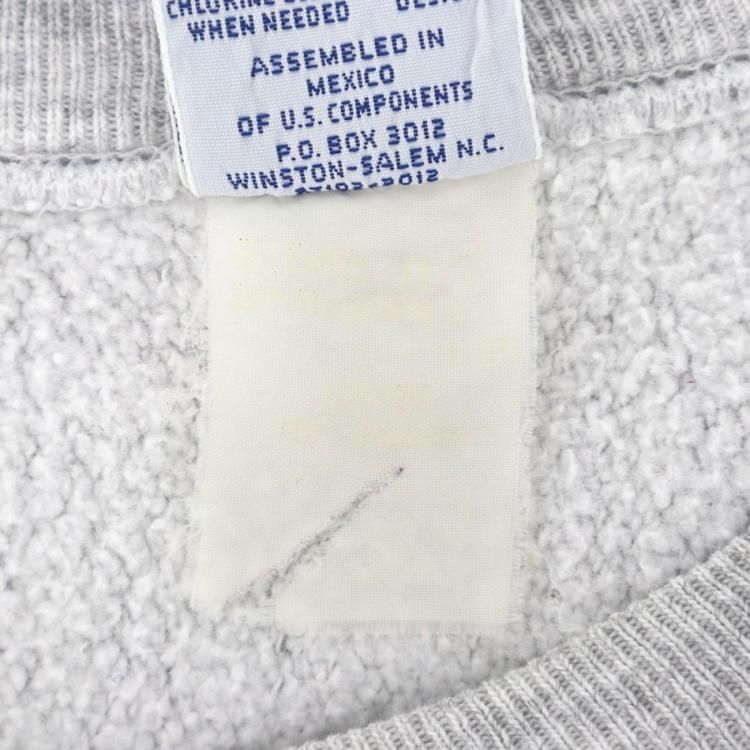 WHEN NEEDED
ASSEMBLED IN
MEXICO
OF U.S. COMPONENTS
P.O. BOX 3012
WINSTON-SALEM N.C.